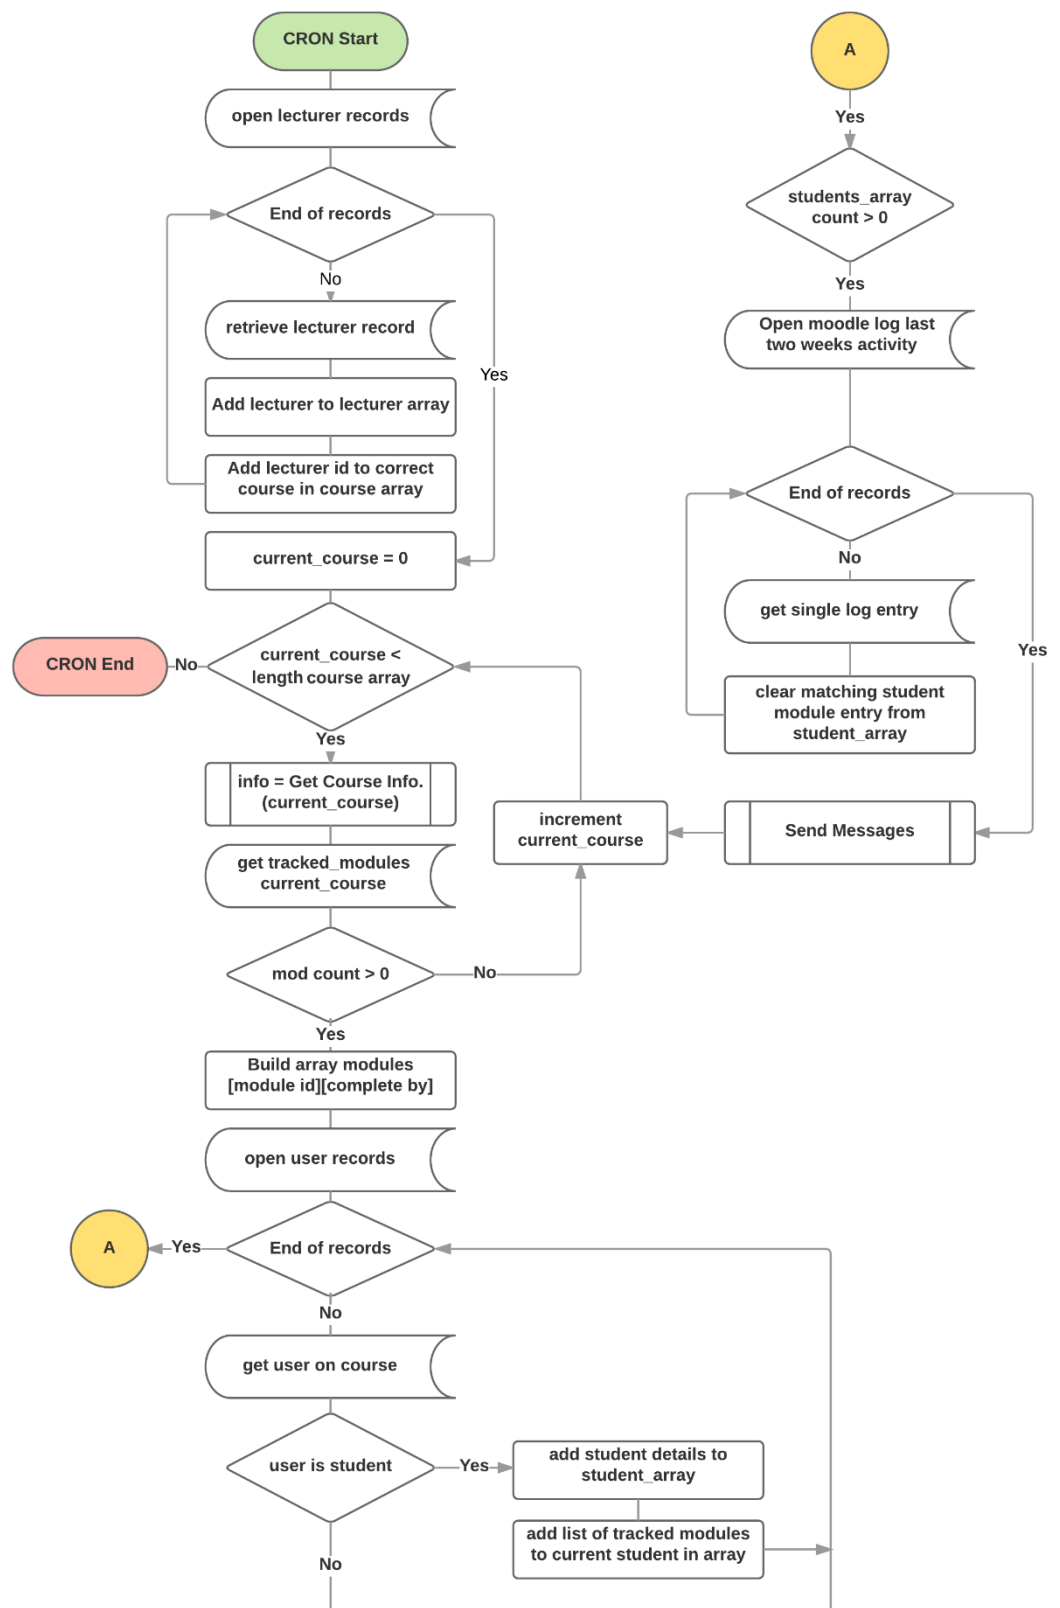 CRON Start
open lecturer records
End of records
No
retrieve lecturer record
Yes
Add lecturer to lecturer array
Add lecturer id to correct
course in course array
current_course = 0
CRON End
No
current_course <
length course array
Yes
info = Get Course Info.
(current_course)
increment
current_course
get tracked_modules
current_course
mod count > 0
No
Yes
Build array modules
[module id][complete by]
open user records
A
Yes
End of records
No
get user on course
user is student
Yes
add student details to
student_array
add list of tracked modules
to current student in array
No
A
Yes
students_array
count > 0
Yes
Open moodle log last
two weeks activity
End of records
No
get single log entry
Yes
clear matching student
module entry from
student_array
Send Messages